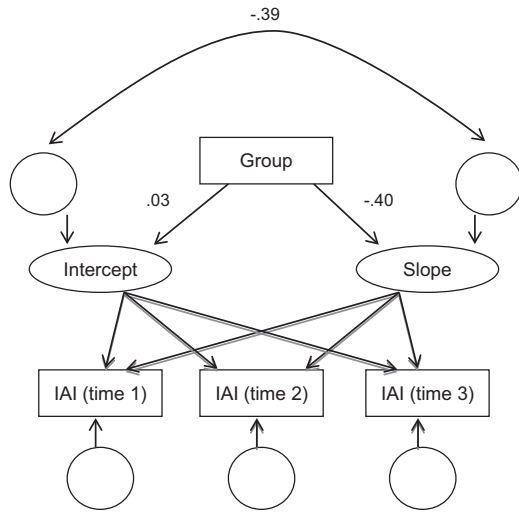 -.39
Group
.03
-.40
Intercept
Slope
IAI (time 1)
IAI (time 2)
IAI (time 3)